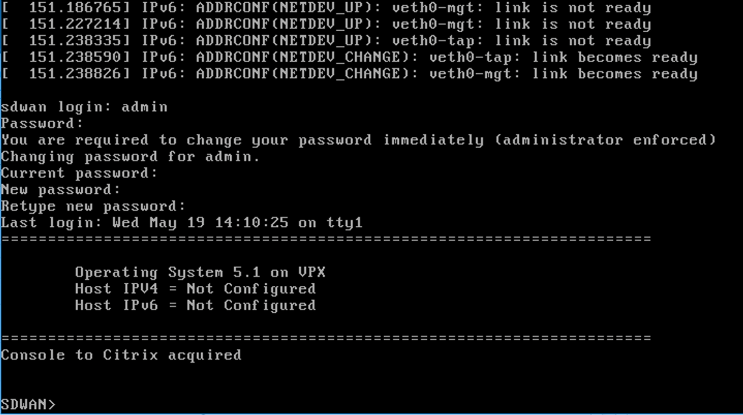 [  151.186765] IPv6: ADDRCONF(NETDEV_UP): veth0-mgt: link is not ready
[  151.227214] IPv6: ADDRCONF(NETDEV_UP): veth0-mgt: link is not ready
[  151.238335] IPv6: ADDRCONF(NETDEV_UP): veth0-tap: link is not ready
[  151.238590] IPv6: ADDRCONF(NETDEV_CHANGE): veth0-tap: link becomes ready
[  151.238826] IPv6: ADDRCONF(NETDEV_CHANGE): veth0-mgt: link becomes ready
sdwan login: admin
Password:
You are required to change your password immediately (administrator enforced)
Changing password for admin.
Current password:
New password:
Retype new password:
Last login: Wed May 19 14:10:25 on tty1
======================================================================
Operating System 5.1 on VPX
Host IPV4 = Not Configured
Host IPv6 = Not Configured
======================================================================
Console to Citrix acquired
SDWAN>